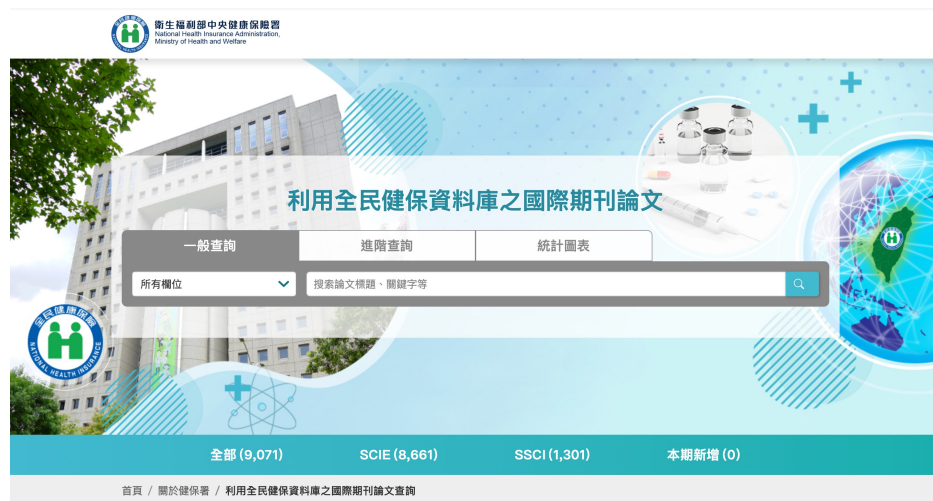 衛生福利部中央健康保險署
National Health Insurance Administration,
Ministry of Health and Welfare
利用全民健保資料庫之國際期刊論文
一般查詢
進階查詢
統計圖表
所有欄位
搜索論文標題、關鍵字等
全民健康保險
NATIONAL HEALTH INSURANCE
全部 (9,071)
SCIE (8,661)
SSCI (1,301)
本期新增 (0)
首頁 / 關於健保署 / 利用全民健保資料庫之國際期刊論文查詢